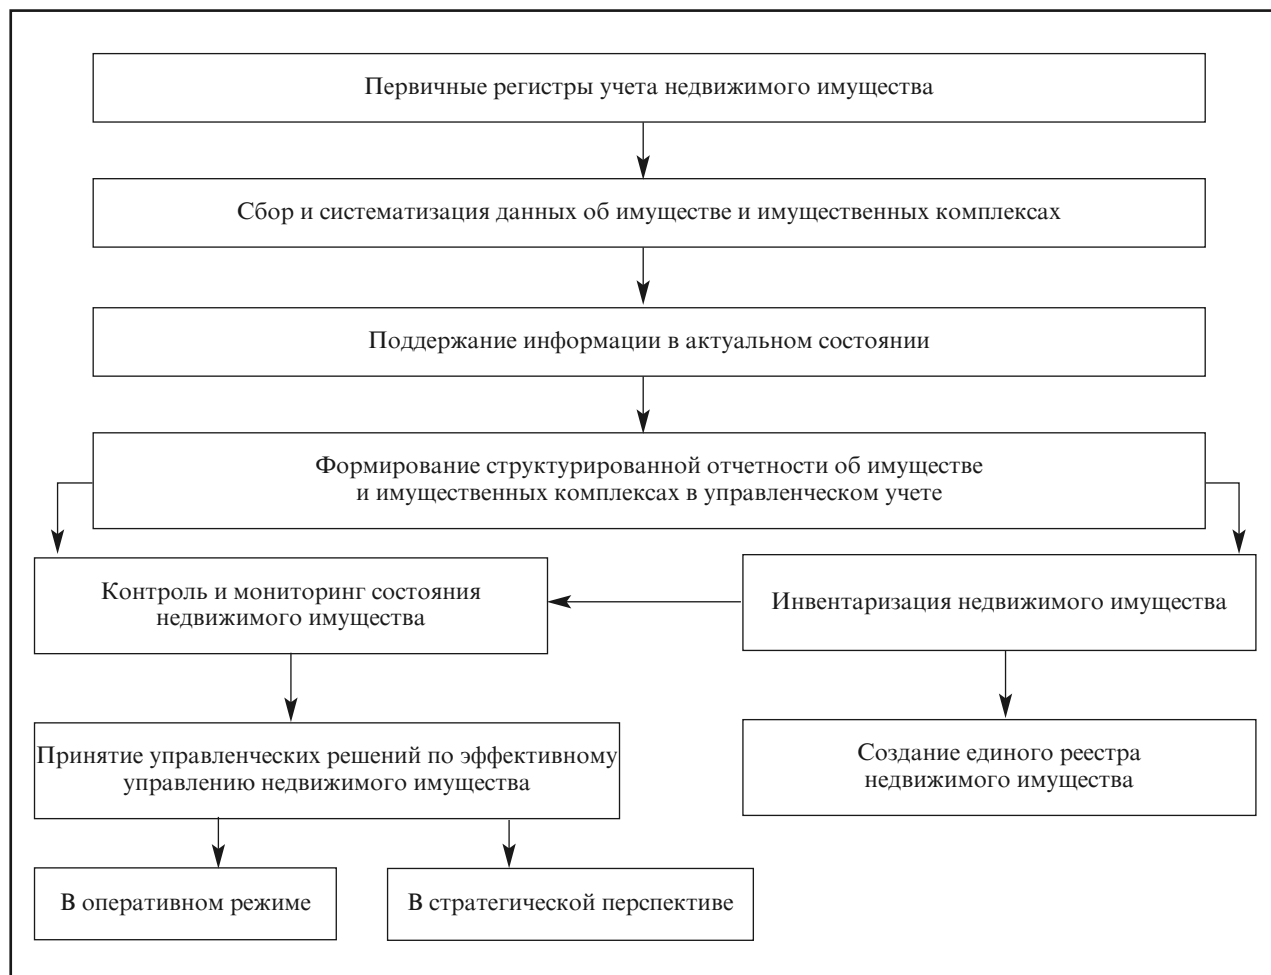 Первичные регистры учета недвижимого имущества
Сбор и систематизация данных об имуществе и имущественных комплексах
Поддержание информации в актуальном состоянии
Формирование структурированной отчетности об имуществе
и имущественных комплексах в управленческом учете
Контроль и мониторинг состояния
недвижимого имущества
Инвентаризация недвижимого имущества
Принятие управленческих решений по эффективному
управлению недвижимого имущества
Создание единого реестра
недвижимого имущества
В оперативном режиме
В стратегической перспективе